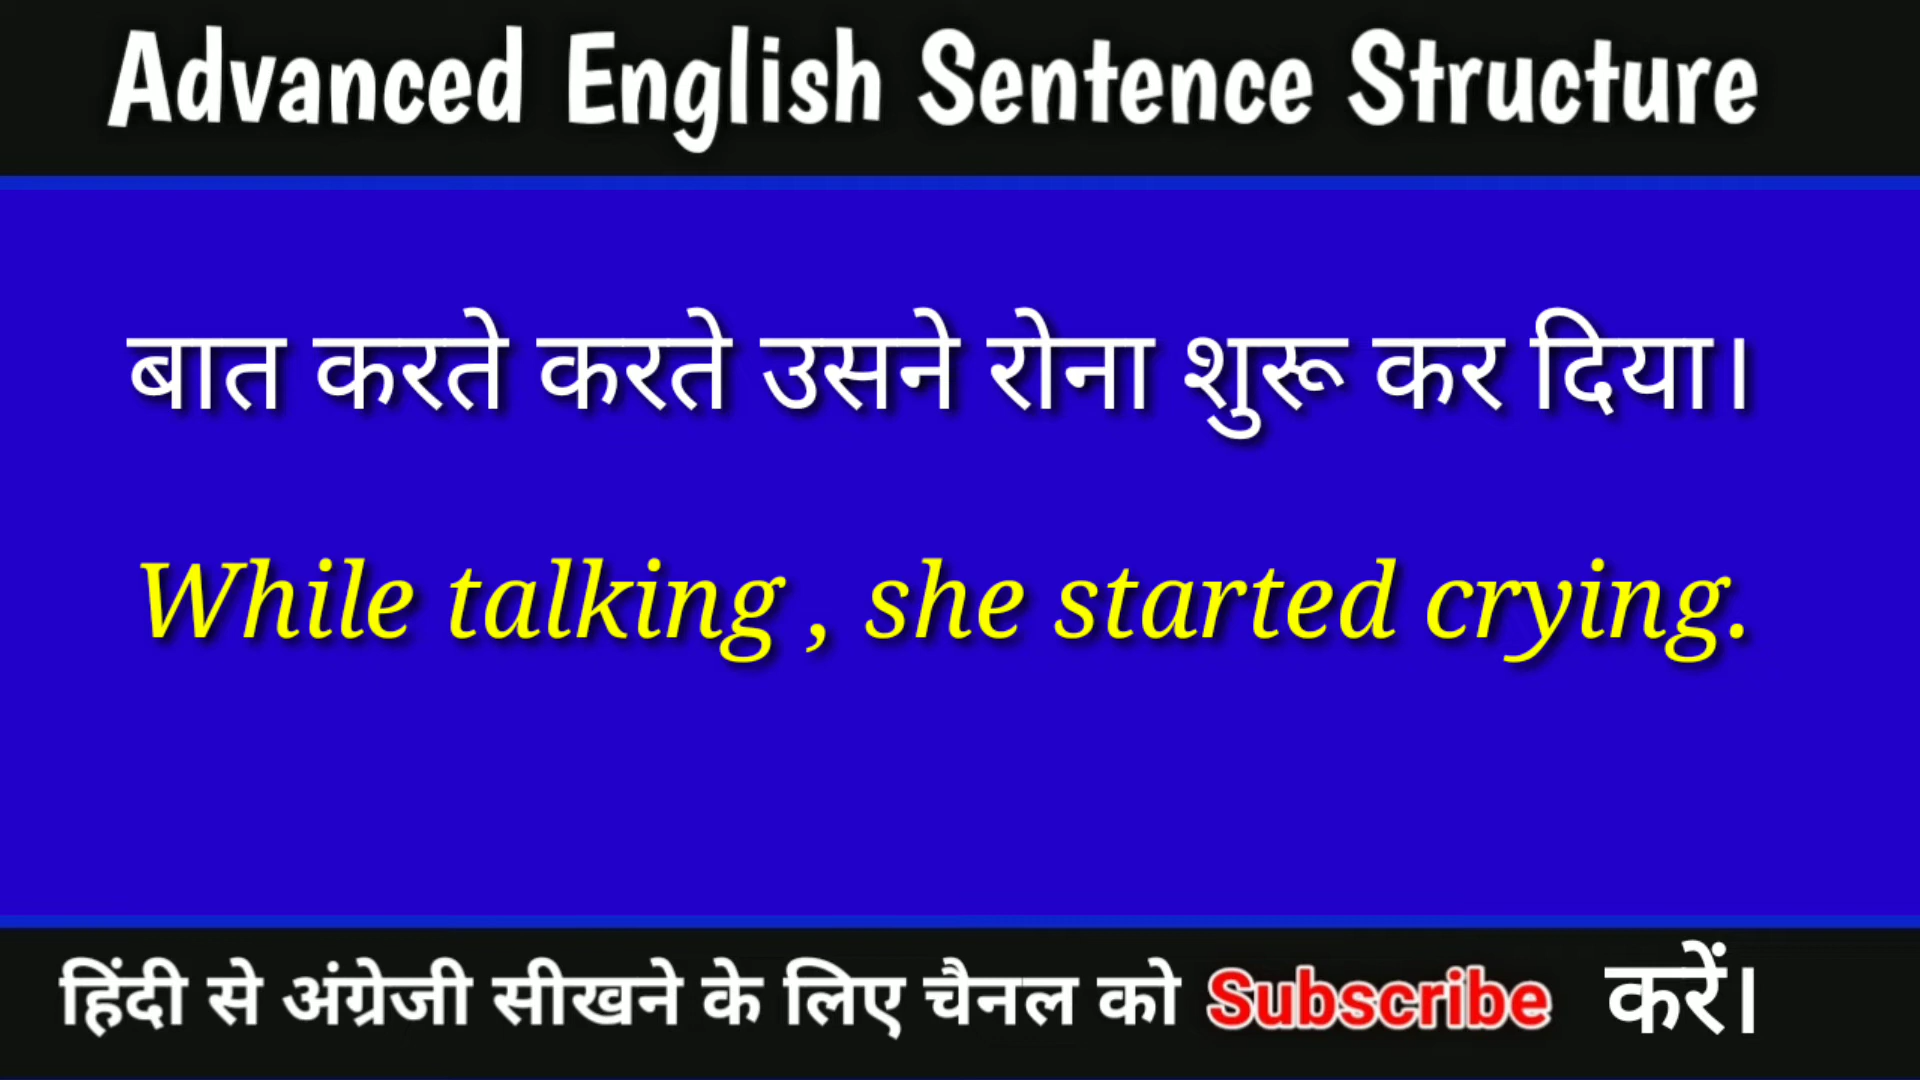 Advanced English Sentence Structure
बात करते करते उसने रोना शुरू कर दिया।
While talking , she started crying.
हिंदी से अंग्रेजी सीखने के लिए चैनल को Subscribe करें।